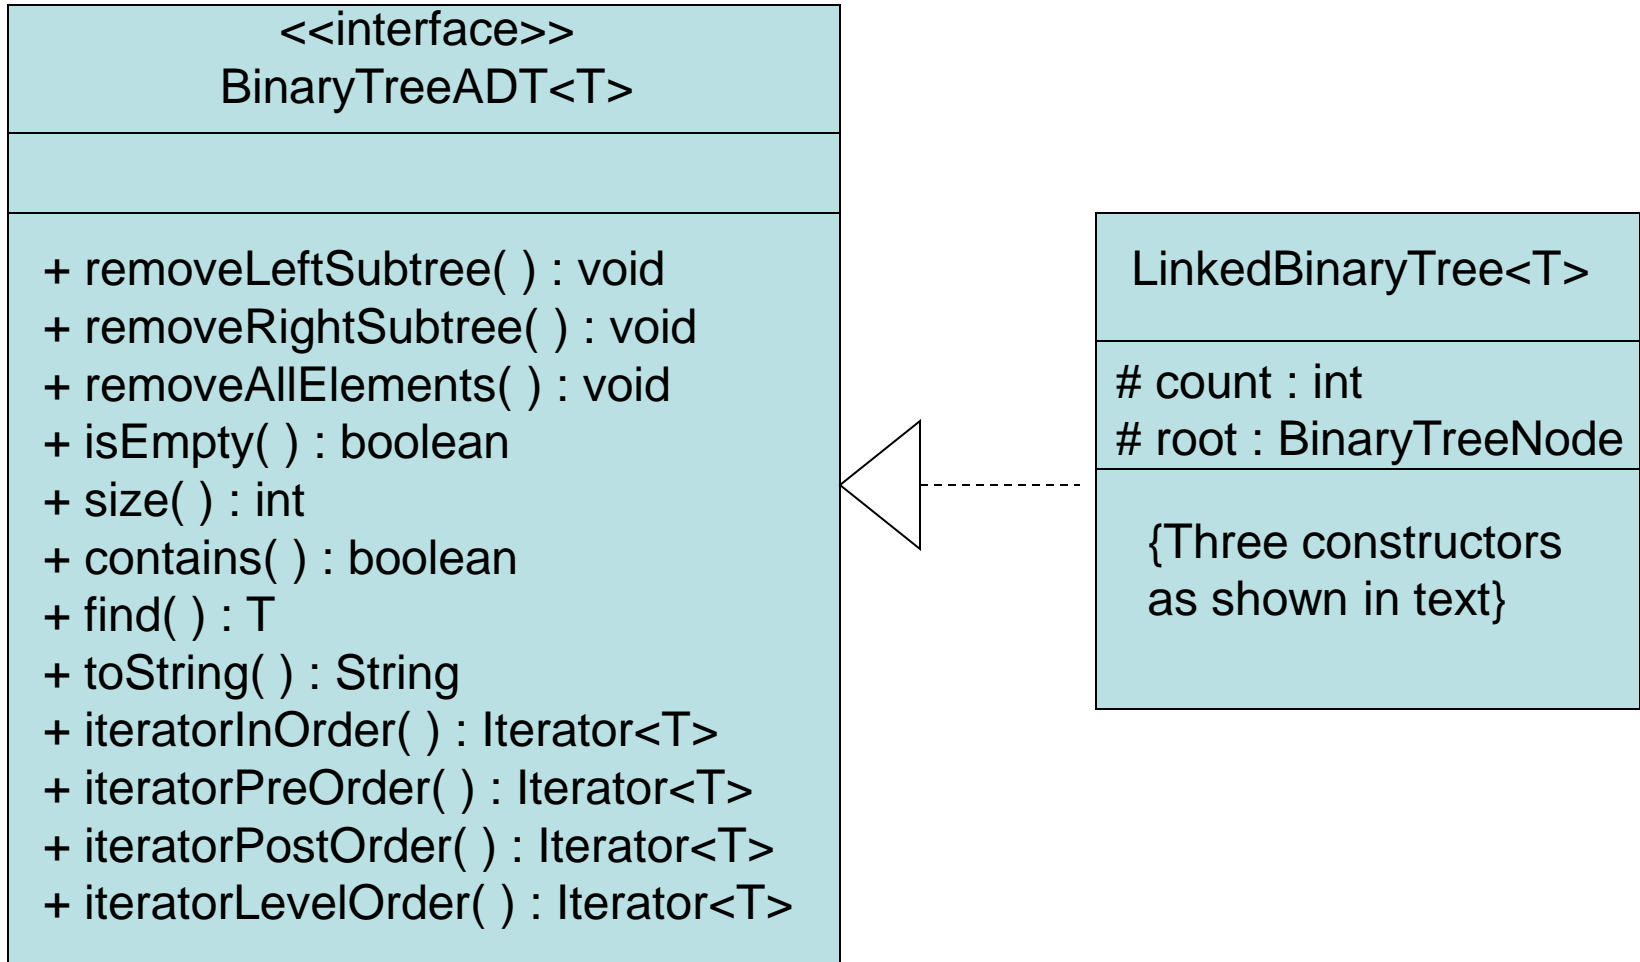 <<interface>>
BinaryTreeADT<T>
+ removeLeftSubtree( ) : void
+ removeRightSubtree( ) : void
+ removeAllElements( ) : void
+ isEmpty( ) : boolean
+ size( ) : int
+ contains( ) : boolean
+ find( ) : T
+ toString( ) : String
+ iteratorInOrder( ) : Iterator<T>
+ iteratorPreOrder( ) : Iterator<T>
+ iteratorPostOrder( ) : Iterator<T>
+ iteratorLevelOrder( ) : Iterator<T>
LinkedBinaryTree<T>
# count : int
# root : BinaryTreeNode
{Three constructors
as shown in text}